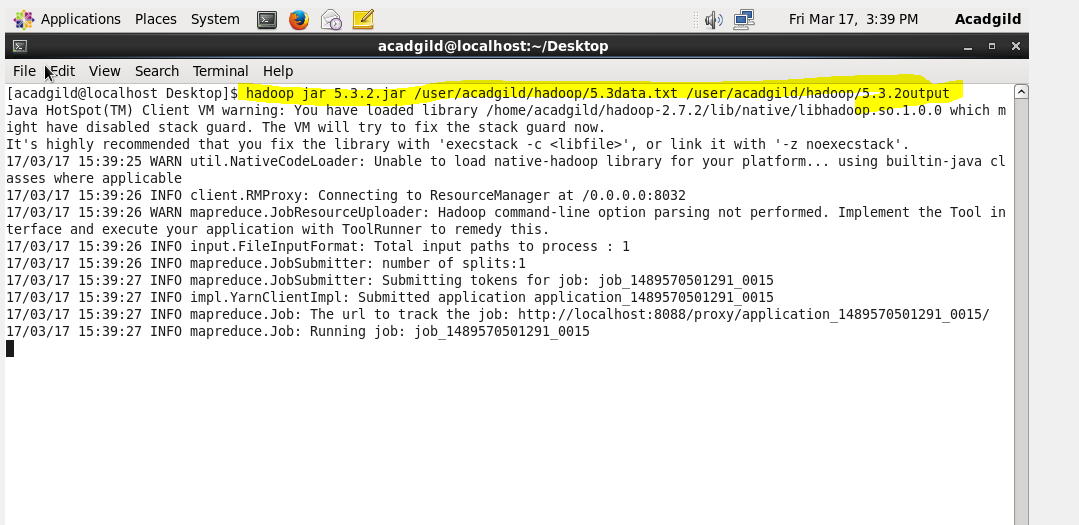 Applications Places System Fri Mar 17, 3:39 PM Acadgild
acadgild@localhost:~/Desktop
File Edit View Search Terminal Help
[acadgild@localhost Desktop]$ hadoop jar 5.3.2.jar /user/acadgild/hadoop/5.3data.txt /user/acadgild/hadoop/5.3.2output
Java HotSpot(TM) Client VM warning: You have loaded library /home/acadgild/hadoop-2.7.2/lib/native/libhadoop.so.1.0.0 which m
ight have disabled stack guard. The VM will try to fix the stack guard now.
It's highly recommended that you fix the library with 'execstack -c <libfile>', or link it with '-z noexecstack'.
17/03/17 15:39:25 WARN util.NativeCodeLoader: Unable to load native-hadoop library for your platform... using builtin-java cl
asses where applicable
17/03/17 15:39:26 INFO client.RMProxy: Connecting to ResourceManager at /0.0.0.0:8032
17/03/17 15:39:26 WARN mapreduce.JobResourceUploader: Hadoop command-line option parsing not performed. Implement the Tool in
terface and execute your application with ToolRunner to remedy this.
17/03/17 15:39:26 INFO input.FileInputFormat: Total input paths to process : 1
17/03/17 15:39:26 INFO mapreduce.JobSubmitter: number of splits:1
17/03/17 15:39:27 INFO mapreduce.JobSubmitter: Submitting tokens for job: job_1489570501291_0015
17/03/17 15:39:27 INFO impl.YarnClientImpl: Submitted application application_1489570501291_0015
17/03/17 15:39:27 INFO mapreduce.Job: The url to track the job: http://localhost:8088/proxy/application_1489570501291_0015/
17/03/17 15:39:27 INFO mapreduce.Job: Running job: job_1489570501291_0015